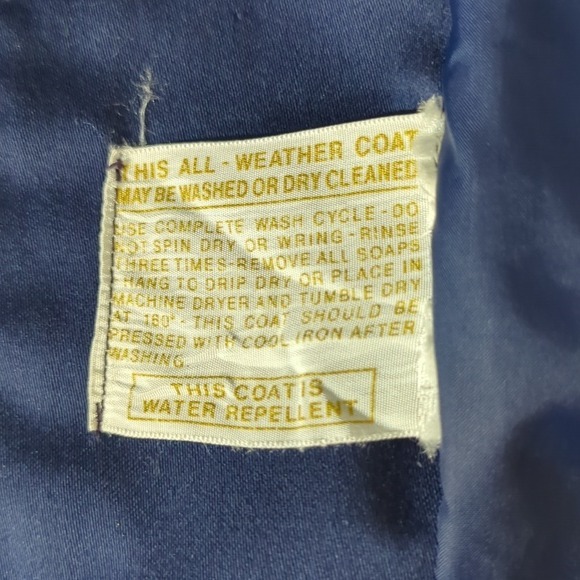 THIS ALL - WEATHER COAT
MAY BE WASHED OR DRY CLEANED
USE COMPLETE WASH CYCLE - DO
NOT SPIN DRY OR WRING - RINSE
THREE TIMES - REMOVE ALL SOAPS
HANG TO DRIP DRY OR PLACE IN
MACHINE DRYER AND TUMBLE DRY
AT 160° - THIS COAT SHOULD BE
PRESSED WITH COOL IRON AFTER
WASHING.
THIS COAT IS
WATER REPELLENT